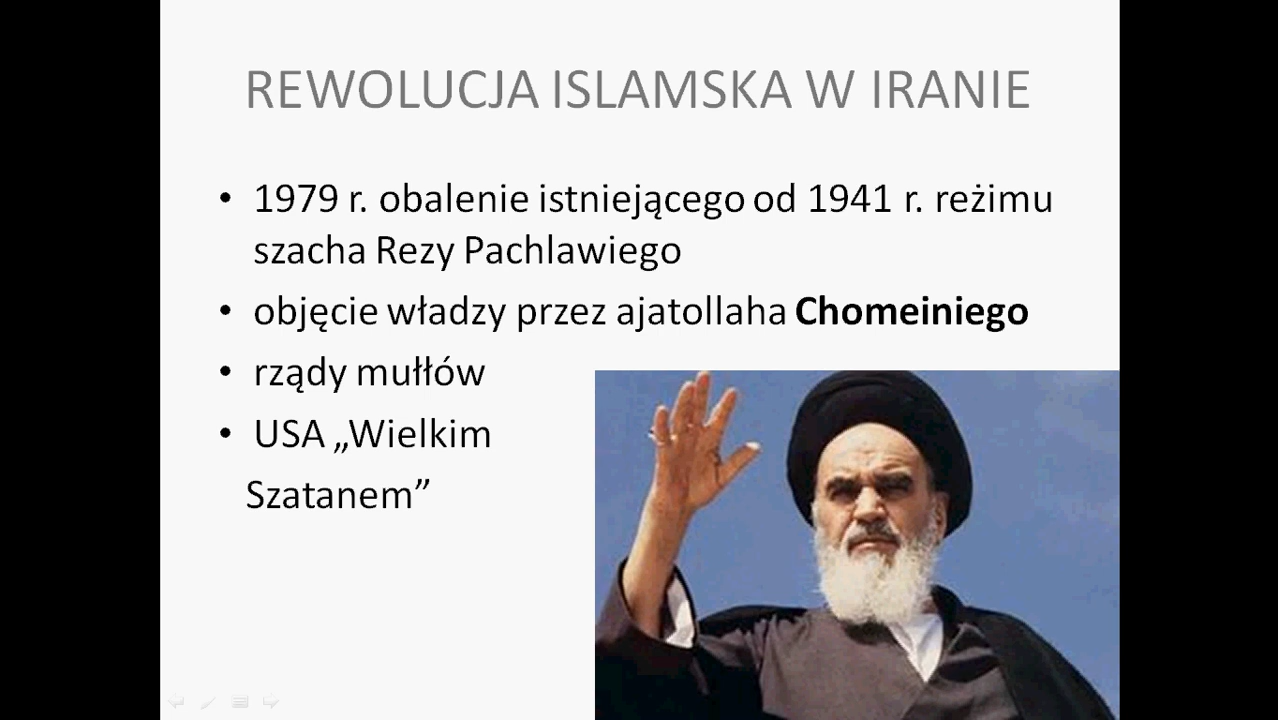 REWOLUCJA ISLAMSKA W IRANIE
• 1979 r. obalenie istniejącego od 1941 r. reżimu
szacha Rezy Pachlawiego
• objęcie władzy przez ajatollaha Chomeiniego
• rządy mułłów
• USA „Wielkim
Szatanem”